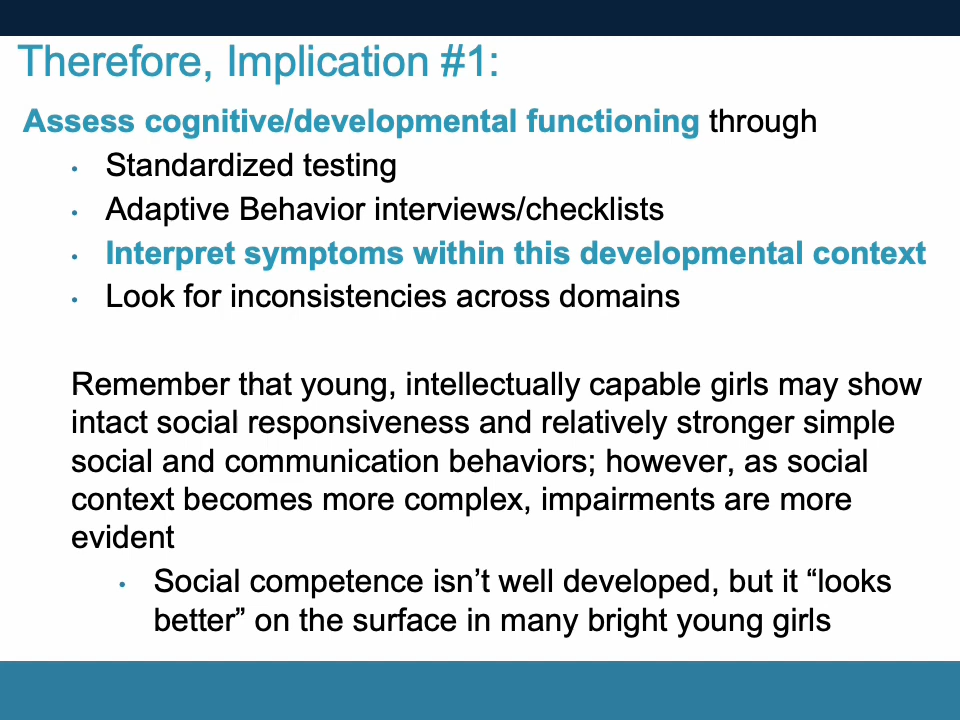 Therefore, Implication #1:
Assess cognitive/developmental functioning through
• Standardized testing
• Adaptive Behavior interviews/checklists
• Interpret symptoms within this developmental context
• Look for inconsistencies across domains
Remember that young, intellectually capable girls may show
intact social responsiveness and relatively stronger simple
social and communication behaviors; however, as social
context becomes more complex, impairments are more
evident
• Social competence isn’t well developed, but it “looks
better” on the surface in many bright young girls